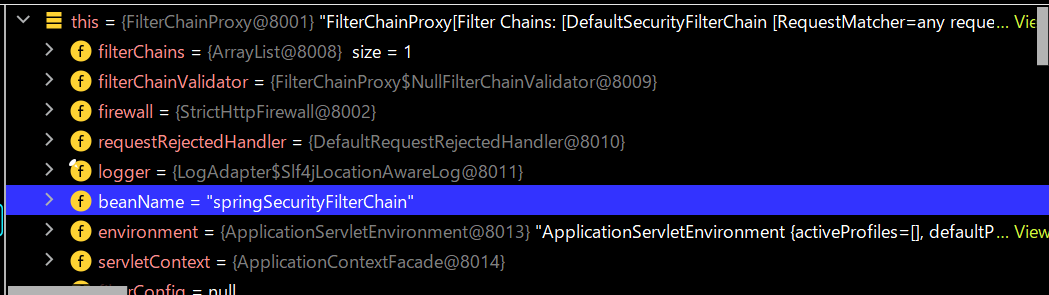 this = {FilterChainProxy@8001} "FilterChainProxy[Filter Chains: [DefaultSecurityFilterChain [RequestMatcher=any reque... View
f filterChains = {ArrayList@8008} size = 1
f filterChainValidator = {FilterChainProxy$NullFilterChainValidator@8009}
f firewall = {StrictHttpFirewall@8002}
f requestRejectedHandler = {DefaultRequestRejectedHandler@8010}
f logger = {LogAdapter$Slf4jLocationAwareLog@8011}
f beanName = "springSecurityFilterChain"
f environment = {ApplicationServletEnvironment@8013} "ApplicationServletEnvironment {activeProfiles=[], defaultP... View
f servletContext = {ApplicationContextFacade@8014}
filterConfig = null